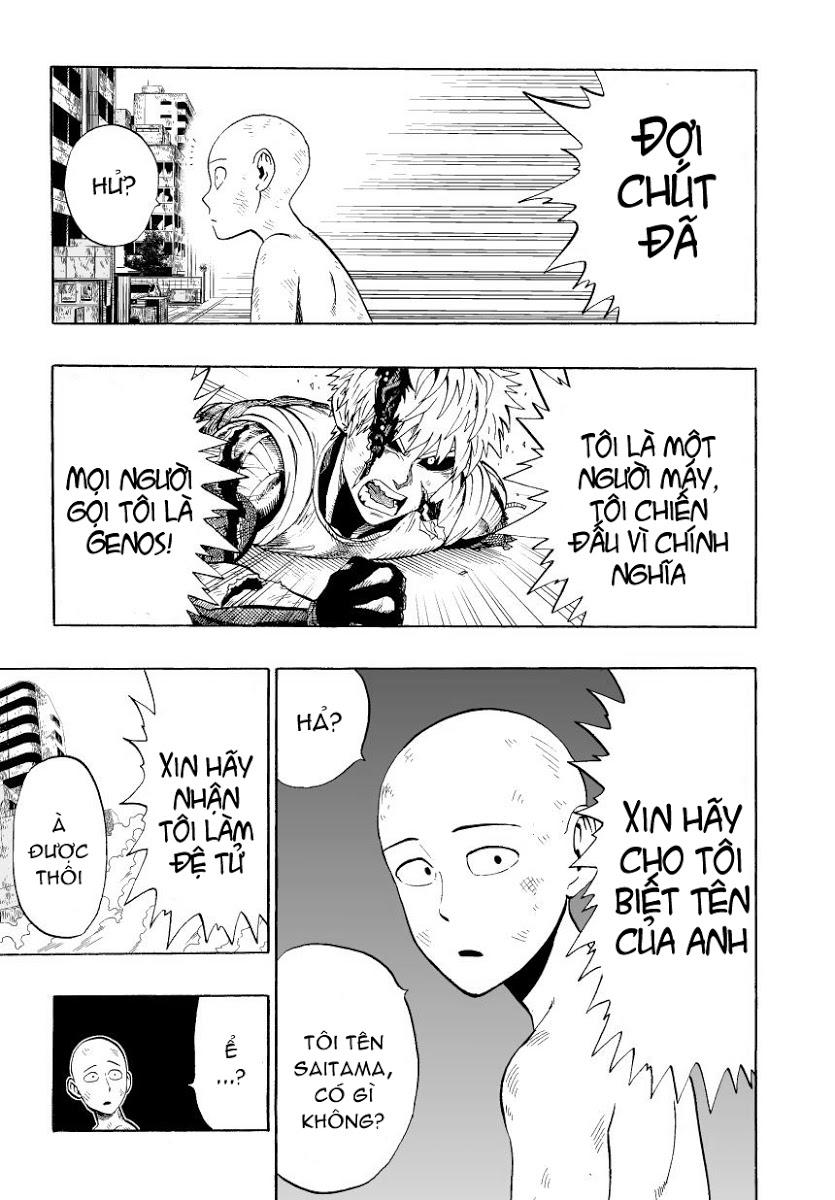 ĐỢI
CHÚT
ĐÃ
HỬ?
TÔI LÀ MỘT
NGƯỜI MÁY,
TÔI CHIẾN
ĐẤU VÌ CHÍNH
NGHĨA
MỌI NGƯỜI
GỌI TÔI LÀ
GENOS!
XIN HÃY
CHO TÔI
BIẾT TÊN
CỦA ANH
HẢ?
TÔI TÊN
SAITAMA,
CÓ GÌ
KHÔNG?
XIN HÃY
NHẬN
TÔI LÀM
ĐỆ TỬ
À
ĐƯỢC
THÔI
Ể
...?